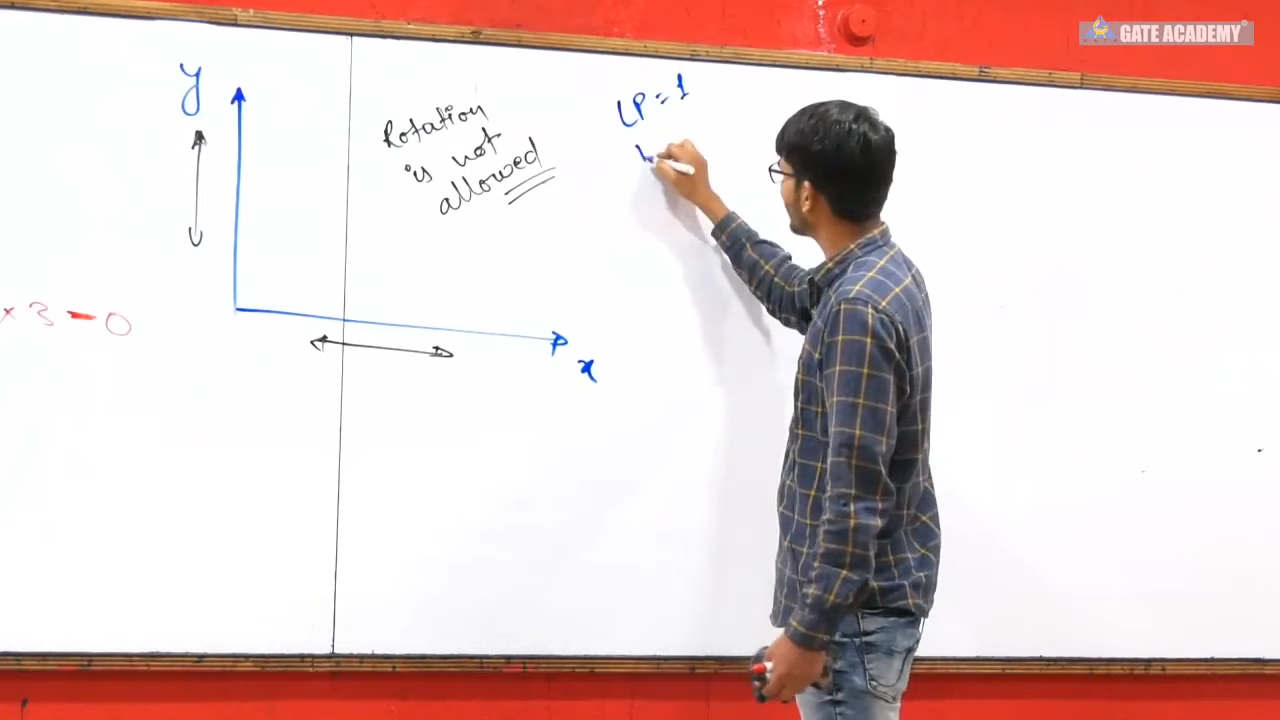 GATE ACADEMY
y
Rotation
is not
allowed
LP = 1
× 3 - 0
x